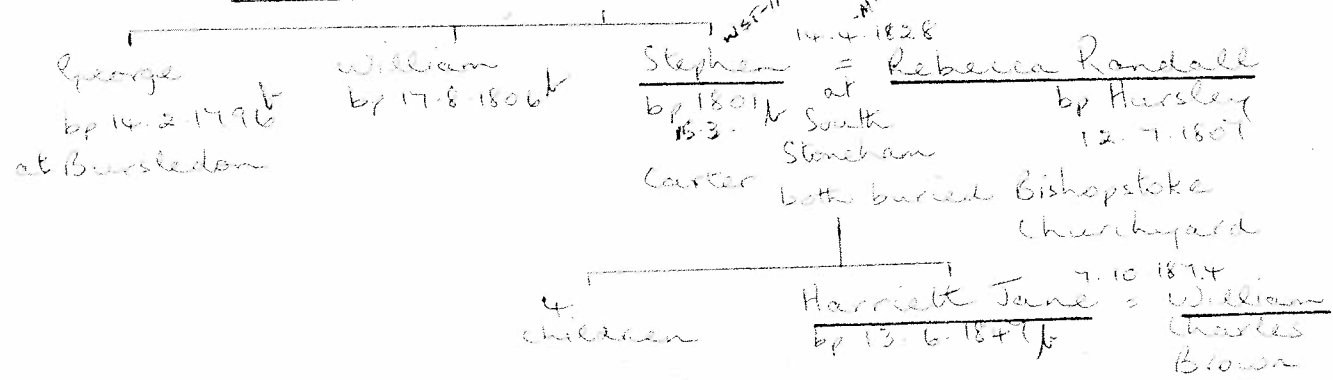 14.4.1828
George William Stephen = Rebecca Randall
bp 14.2.1796 bp 17.8.1806 bp 1801 at bp Hursley
at Bursledon 15.3. South 12.7.1807
Stoneham
Carter both buried Bishopstoke
Churchyard
7.10.1874
4 Harriett Jane = William
children bp 13.6.1847 Charles
Brown